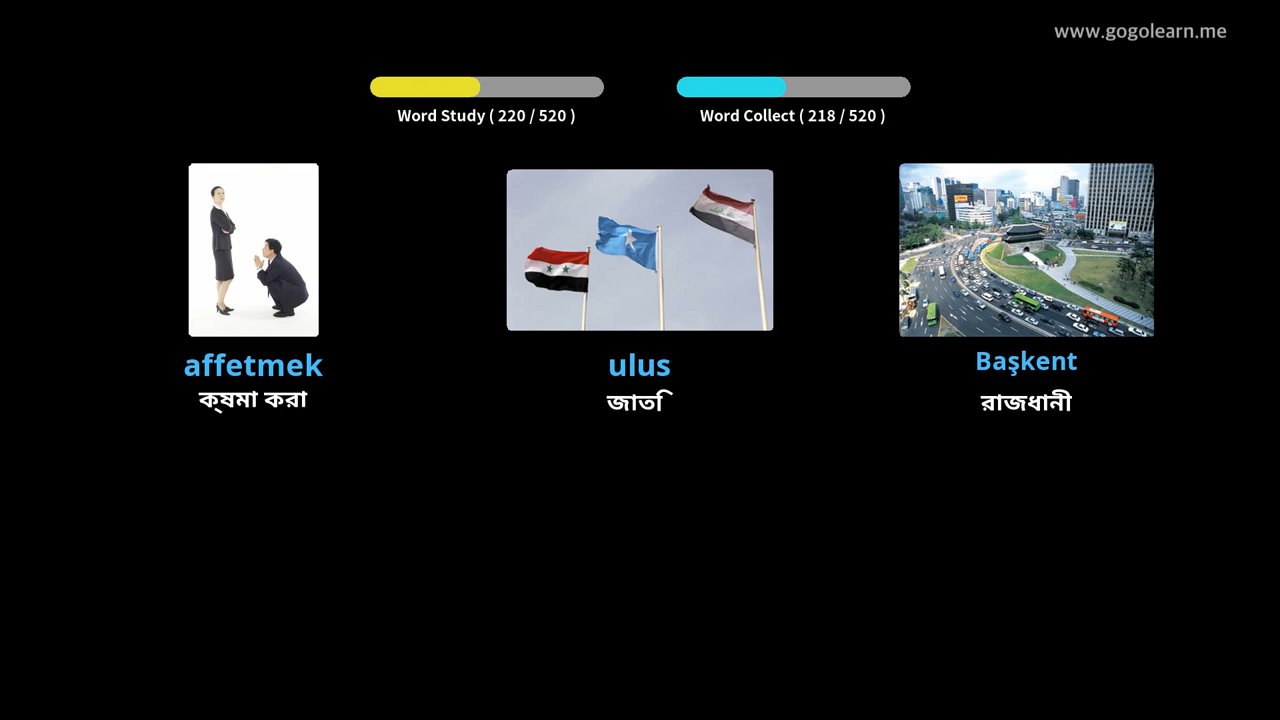 www.gogolearn.me
Word Study ( 220 / 520 )
Word Collect ( 218 / 520 )
affetmek
ক্ষমা করা
ulus
জাতি
Başkent
রাজধানী